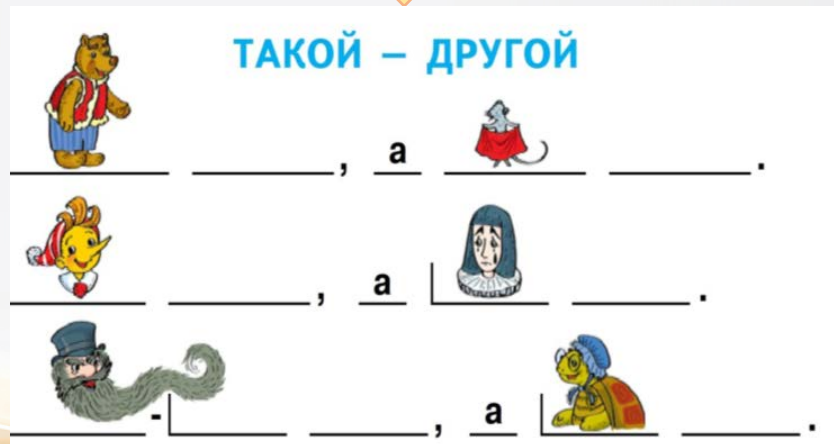 ТАКОЙ – ДРУГОЙ
, а .
, а .
- , а .